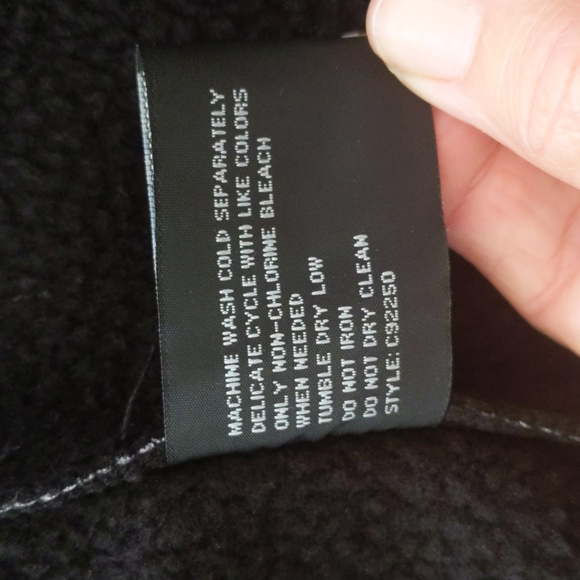 MACHINE WASH COLD SEPARATELY
DELICATE CYCLE WITH LIKE COLORS
ONLY NON-CHLORINE BLEACH
WHEN NEEDED
TUMBLE DRY LOW
DO NOT IRON
DO NOT DRY CLEAN
STYLE: C92250